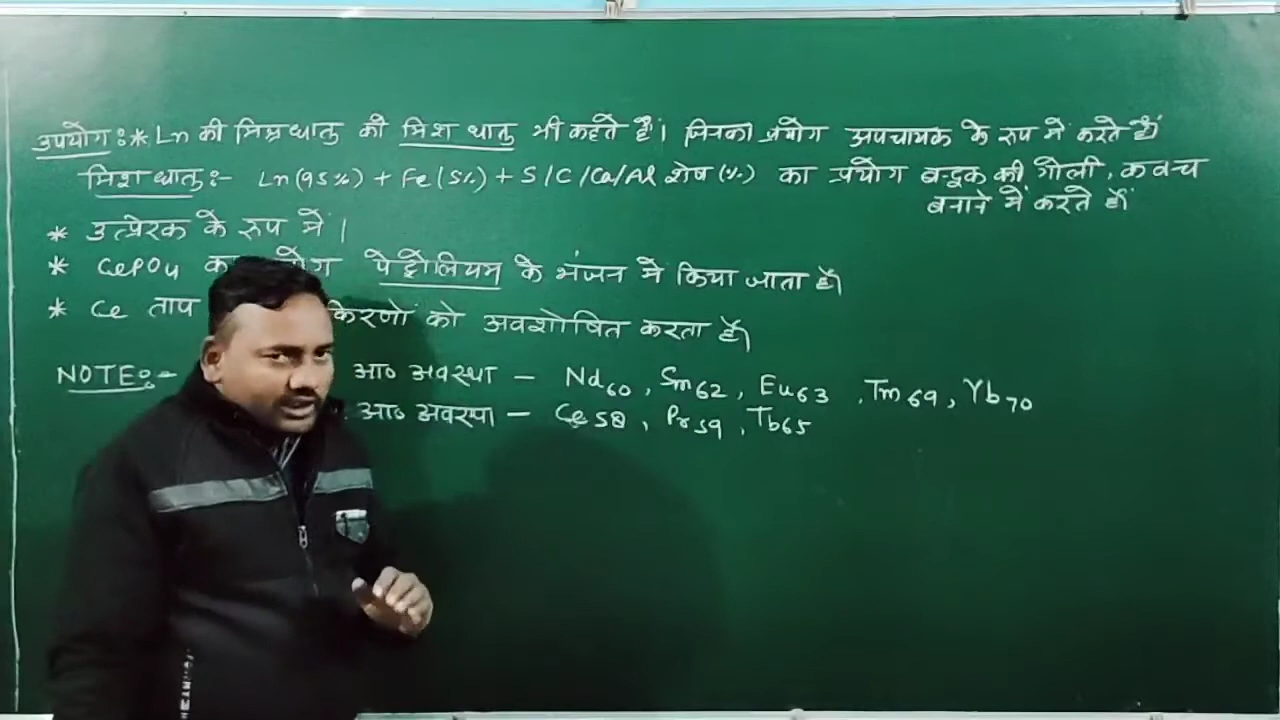 उपयोग :* Ln की मिश्रधातु को मिश धातु भी कहते हैं। जिनका प्रयोग अपचायक के रूप में करते हैं
मिश धातु :- Ln (95%) + Fe (5%) + S/C/Ca/Al शेष (%) का प्रयोग बन्दूक की गोली, कवच
बनाने में करते हैं
* उत्प्रेरक के रूप में।
* CePO4 पेट्रोलियम के भंजन में किया जाता है।
* Ce ताप किरणों को अवशोषित करता है।
NOTE :- आ० अवस्था - Nd60, Sm62, Eu63, Tm69, Yb70
आ० अवस्था - Ce58, Pr59, Tb65